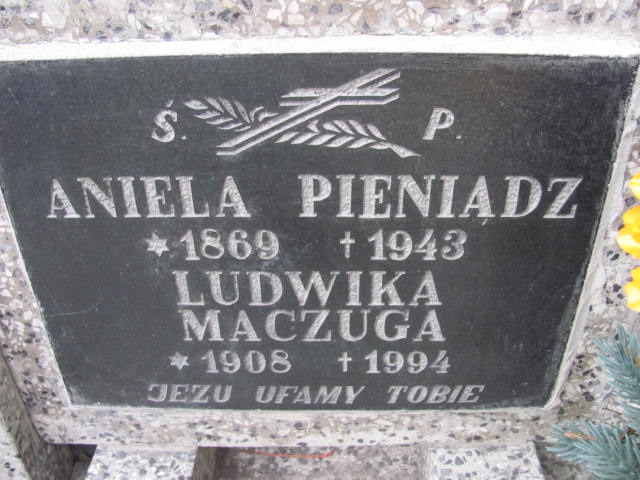 Ś. P.
ANIELA PIENIĄDZ
* 1869 † 1943
LUDWIKA
MACZUGA
* 1908 † 1994
JEZU UFAMY TOBIE